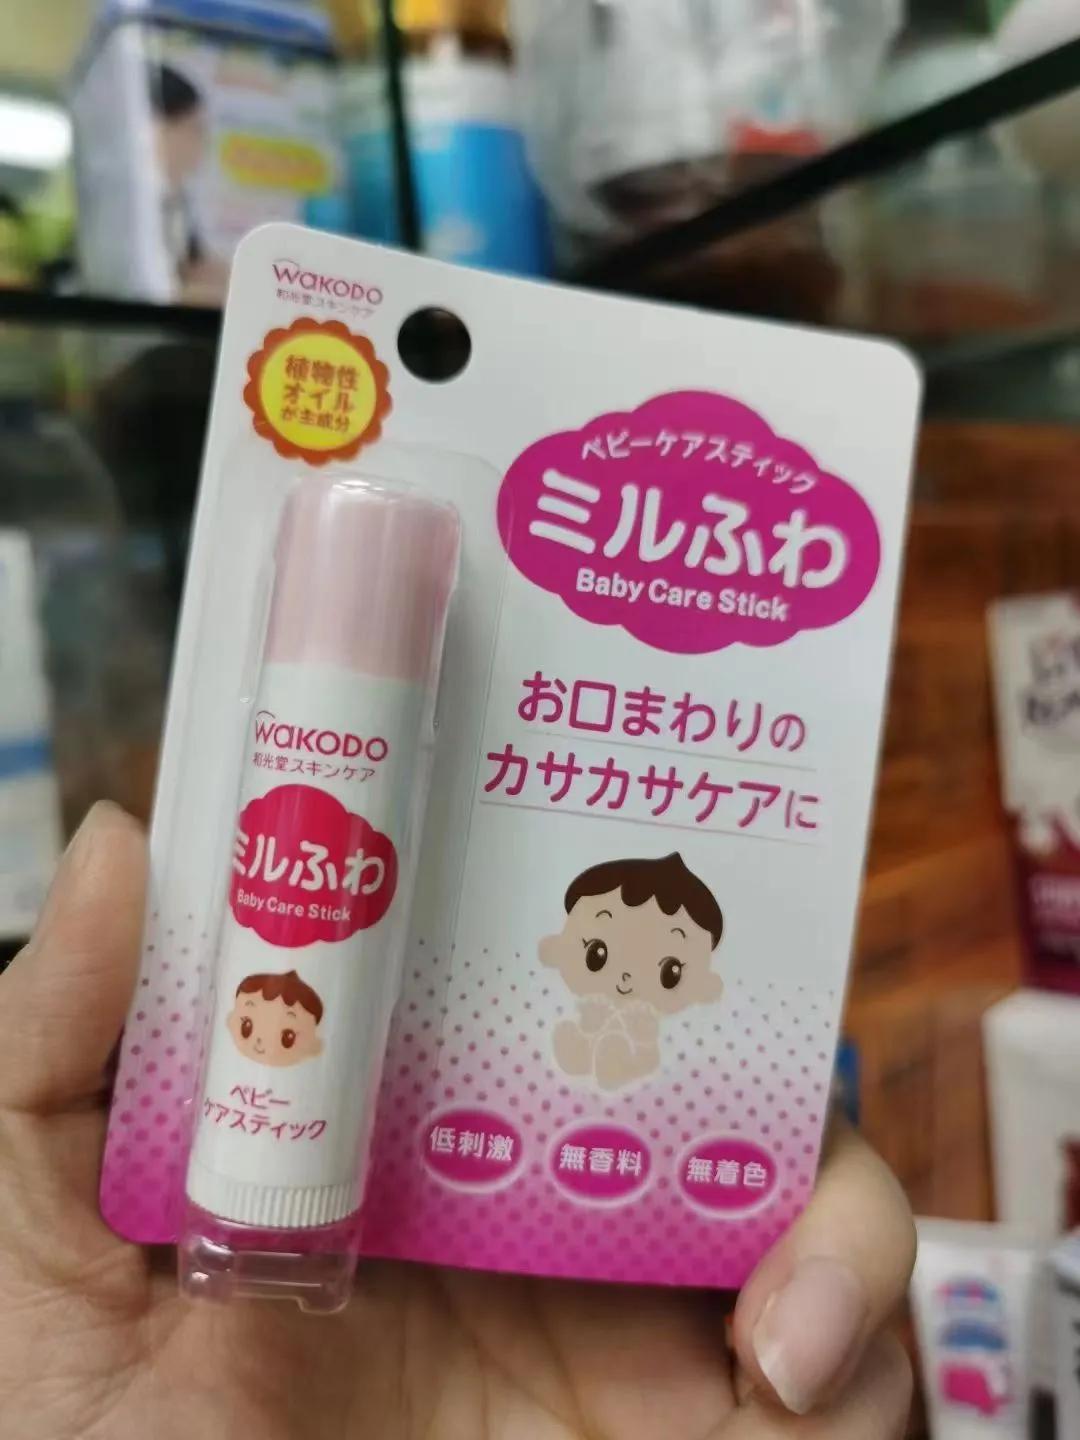 WAKODO
和光堂スキンケア
植物性
オイル
が主成分
ベビーケアスティック
ミルふわ
Baby Care Stick
お口まわりの
カサカサケアに
WAKODO
和光堂スキンケア
ミルふわ
Baby Care Stick
ベビー
ケアスティック
低刺激
無香料
無着色